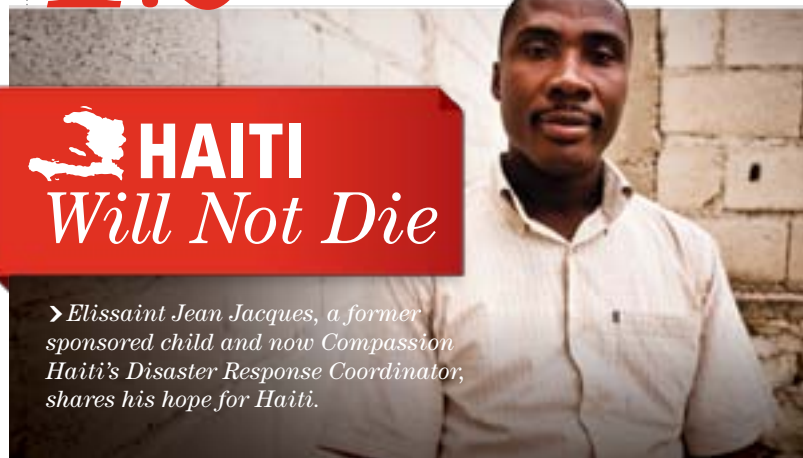 HAITI
Will Not Die
Elissaint Jean Jacques, a former
sponsored child and now Compassion
Haiti's Disaster Response Coordinator,
shares his hope for Haiti.